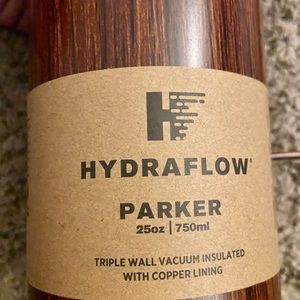 H
HYDRAFLOW®
PARKER
25oz | 750ml
TRIPLE WALL VACUUM INSULATED
WITH COPPER LINING